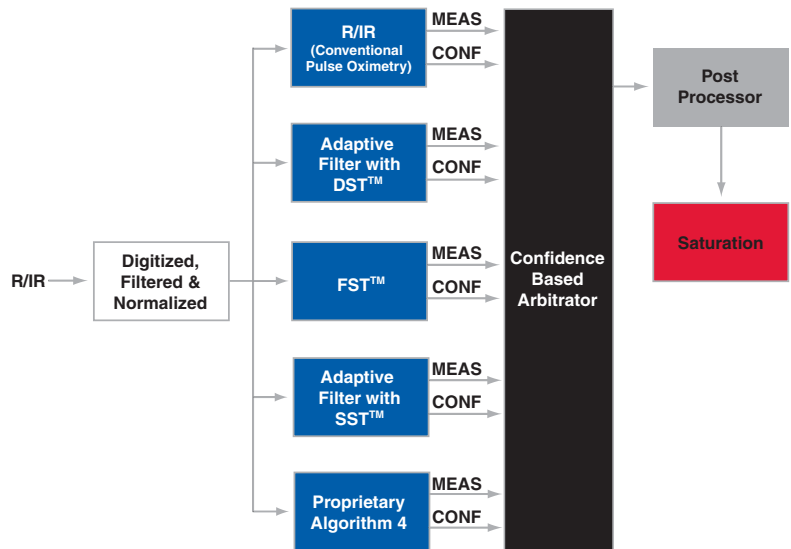 R/IR
Digitized,
Filtered &
Normalized
R/IR
(Conventional
Pulse Oximetry)
MEAS
CONF
Adaptive
Filter with
DST™
MEAS
CONF
FST™
MEAS
CONF
Adaptive
Filter with
SST™
MEAS
CONF
Proprietary
Algorithm 4
MEAS
CONF
Confidence
Based
Arbitrator
Post
Processor
Saturation